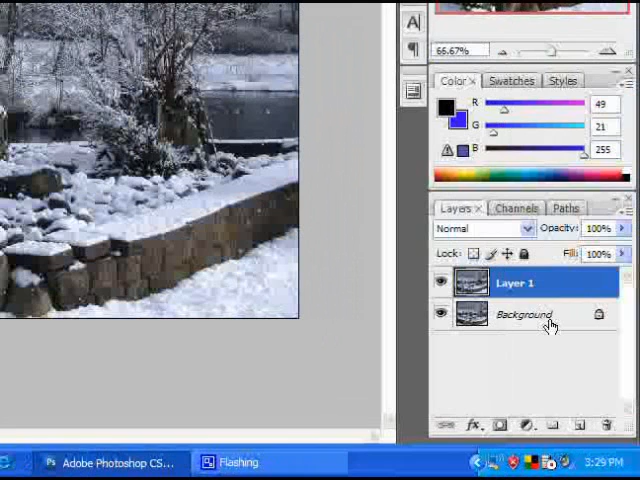 A
66.67%
Color × Swatches Styles
R 49
G 21
B 255
Layers × Channels Paths
Normal Opacity: 100%
Lock: Fill: 100%
Layer 1
Background
fx.
Adobe Photoshop CS... Flashing 3:29 PM